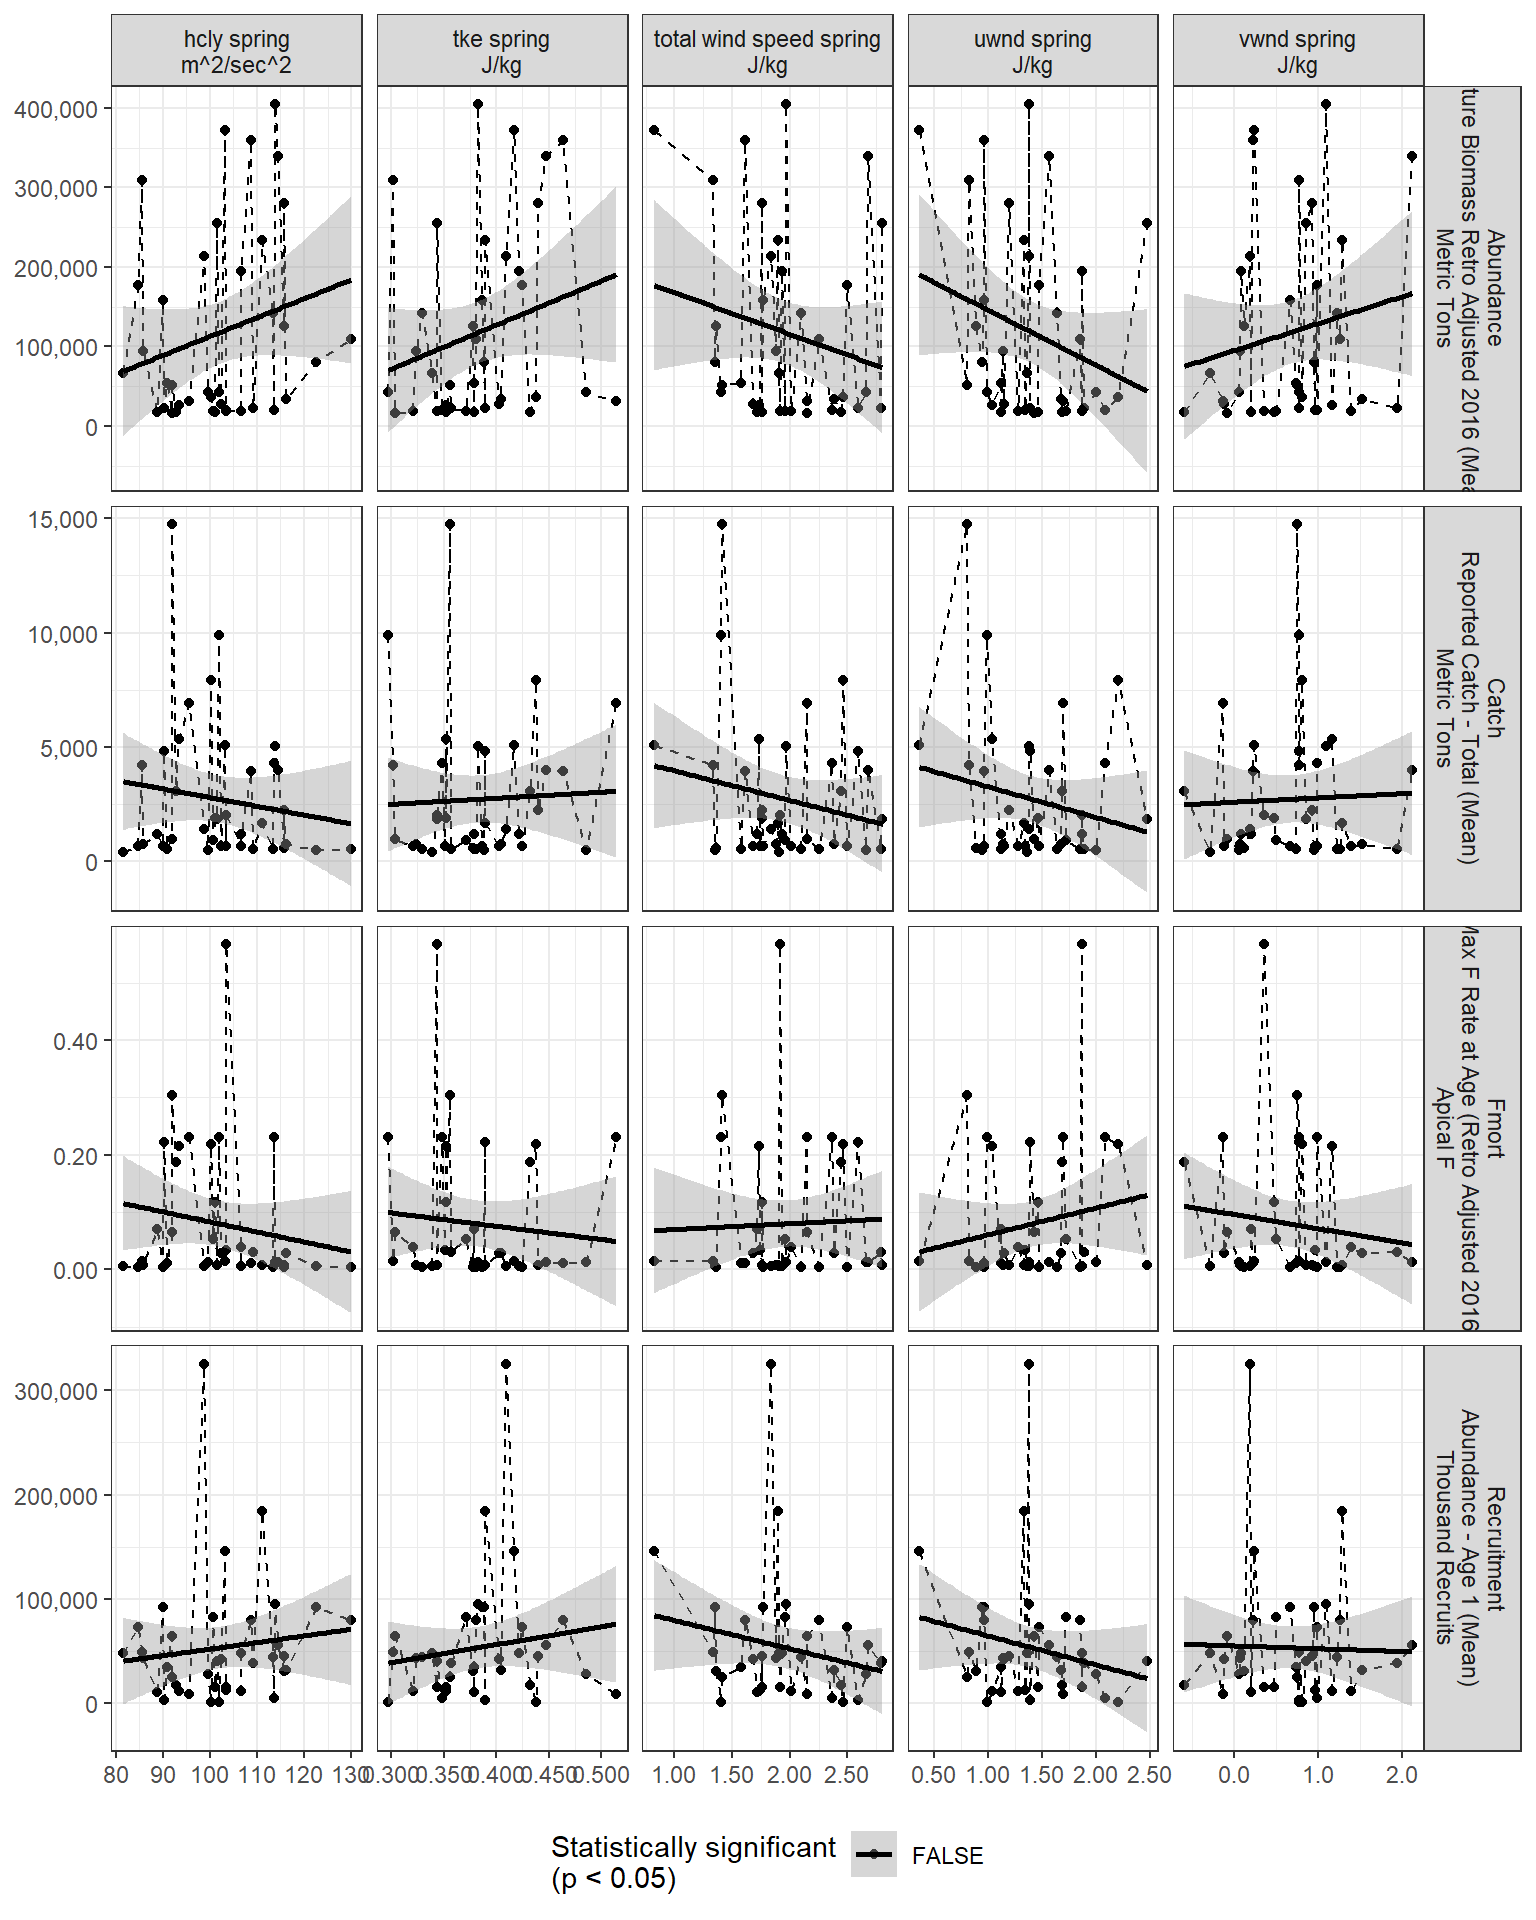 hcly spring
m^2/sec^2
tke spring
J/kg
total wind speed spring
J/kg
uwnd spring
J/kg
vwnd spring
J/kg
400,000
300,000
200,000
100,000
0
Abundance
Biomass Retro Adjusted 2016
Metric Tons
15,000
10,000
5,000
0
Catch
Reported Catch - Total (Mean)
Metric Tons
0.40
0.20
0.00
Fmort
Max F Rate at Age (Retro Adjusted 2016
Apical F
300,000
200,000
100,000
0
Recruitment
Abundance - Age 1 (Mean)
Thousand Recruits
80 90 100 110 120 130
0.300 0.350 0.400 0.450 0.500
1.00 1.50 2.00 2.50
0.50 1.00 1.50 2.00 2.50
0.0 1.0 2.0
Statistically significant
(p < 0.05)
FALSE